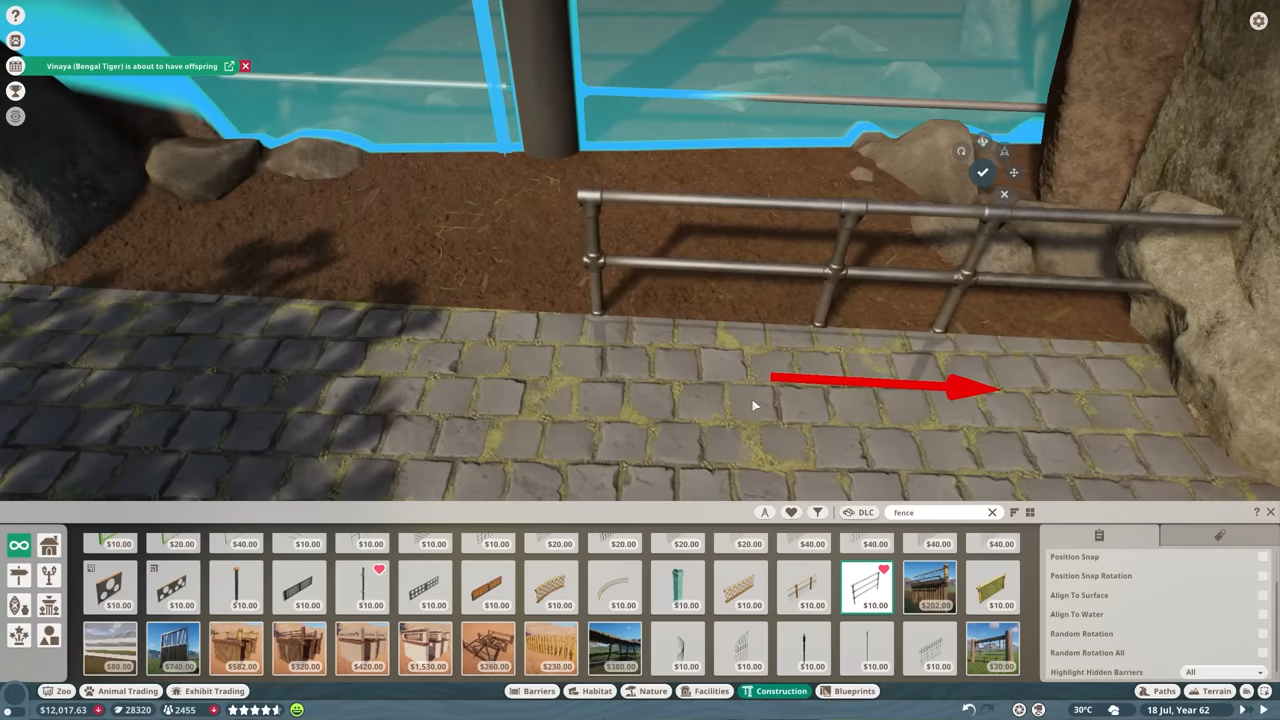 ?
Vinaya (Bengal Tiger) is about to have offspring
DLC
fence
?
$10.00 $20.00 $40.00 $10.00 $10.00 $10.00 $10.00 $20.00 $20.00 $20.00 $20.00 $40.00 $40.00 $40.00 $40.00
$10.00 $10.00 $10.00 $10.00 $10.00 $10.00 $10.00 $10.00 $10.00 $10.00 $10.00 $10.00 $10.00 $202.00 $10.00
$80.00 $740.00 $582.00 $320.00 $420.00 $1,530.00 $260.00 $230.00 $380.00 $10.00 $10.00 $10.00 $10.00 $10.00 $30.00
Position Snap
Position Snap Rotation
Align To Surface
Align To Water
Random Rotation
Random Rotation All
Highlight Hidden Barriers All
Zoo Animal Trading Exhibit Trading Barriers Habitat Nature Facilities Construction Blueprints Paths Terrain
$12,017.63 28320 2455 30°C 18 Jul, Year 62